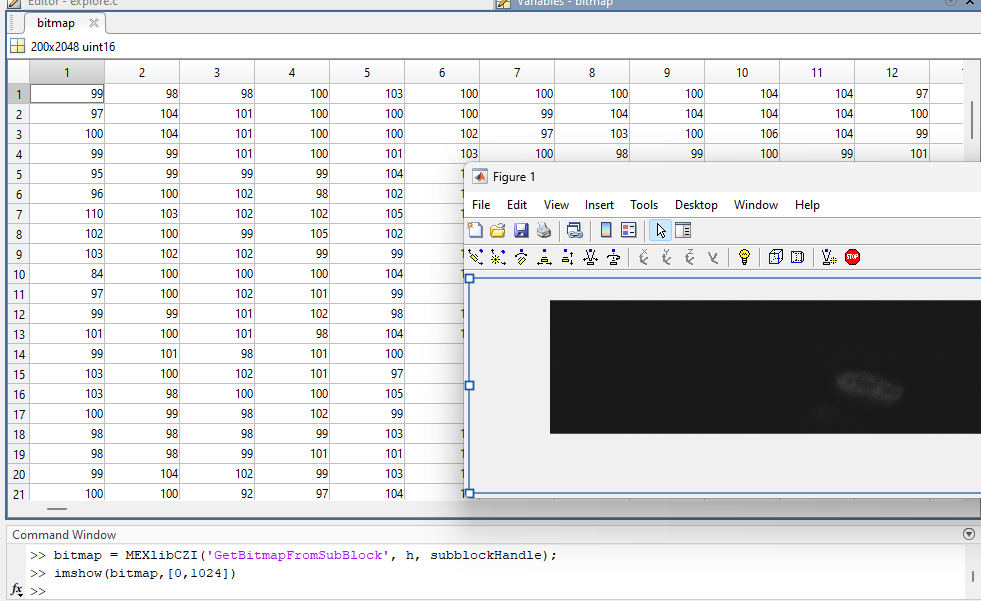 Editor - explore.c
Variables - bitmap
bitmap
200x2048 uint16
1 2 3 4 5 6 7 8 9 10 11 12
1 99 98 98 100 103 100 100 100 100 104 104 97
2 97 104 101 100 100 100 99 104 104 104 104 100
3 100 104 101 100 100 102 97 103 100 106 104 99
4 99 99 101 100 101 103 100 98 99 100 99 101
5 95 99 99 99 104
6 96 100 102 98 102
7 110 103 102 102 105
8 102 100 99 105 102
9 103 102 102 99 99
10 84 100 100 100 104
11 97 100 102 101 99
12 99 99 101 102 98
13 101 100 101 98 104
14 99 101 98 101 100
15 103 100 102 101 97
16 103 98 100 100 105
17 100 99 98 102 99
18 98 98 98 99 103
19 98 98 99 101 101
20 99 104 102 99 103
21 100 100 92 97 104
Figure 1
File Edit View Insert Tools Desktop Window Help
STOP
Command Window
>> bitmap = MEXlibCZI('GetBitmapFromSubBlock', h, subblockHandle);
>> imshow(bitmap,[0,1024])
fx >>